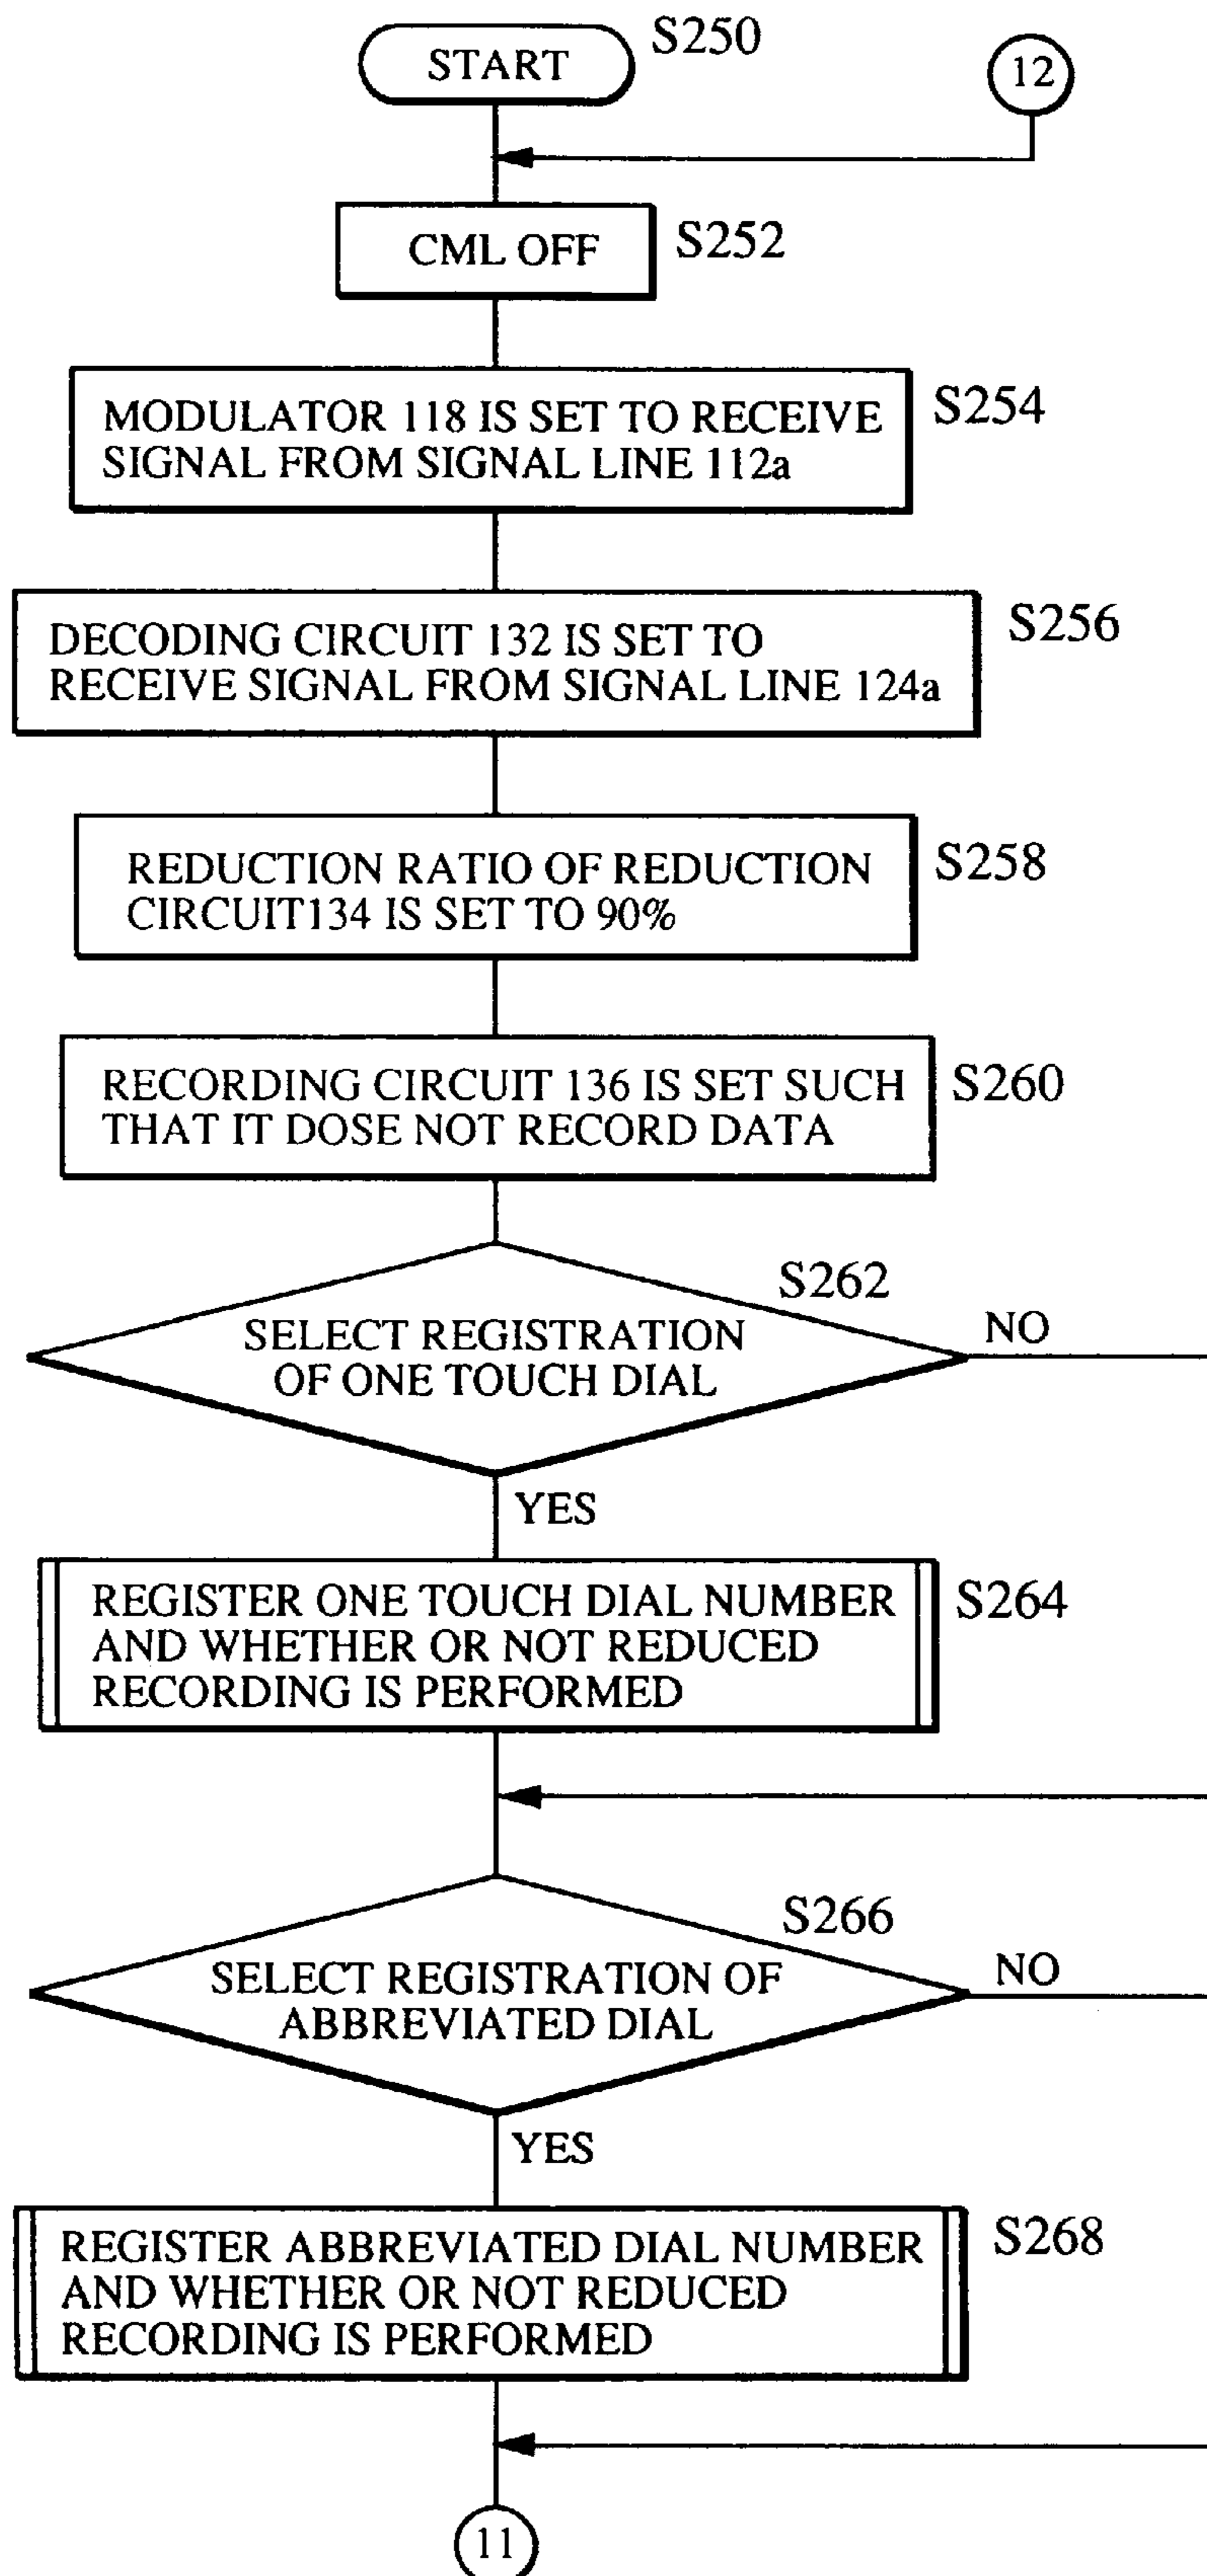 START
S250
12
CML OFF
S252
MODULATOR 118 IS SET TO RECEIVE
SIGNAL FROM SIGNAL LINE 112a
S254
DECODING CIRCUIT 132 IS SET TO
RECEIVE SIGNAL FROM SIGNAL LINE 124a
S256
REDUCTION RATIO OF REDUCTION
CIRCUIT134 IS SET TO 90%
S258
RECORDING CIRCUIT 136 IS SET SUCH
THAT IT DOSE NOT RECORD DATA
S260
S262
SELECT REGISTRATION
OF ONE TOUCH DIAL
NO
YES
REGISTER ONE TOUCH DIAL NUMBER
AND WHETHER OR NOT REDUCED
RECORDING IS PERFORMED
S264
S266
SELECT REGISTRATION OF
ABBREVIATED DIAL
NO
YES
REGISTER ABBREVIATED DIAL NUMBER
AND WHETHER OR NOT REDUCED
RECORDING IS PERFORMED
S268
11